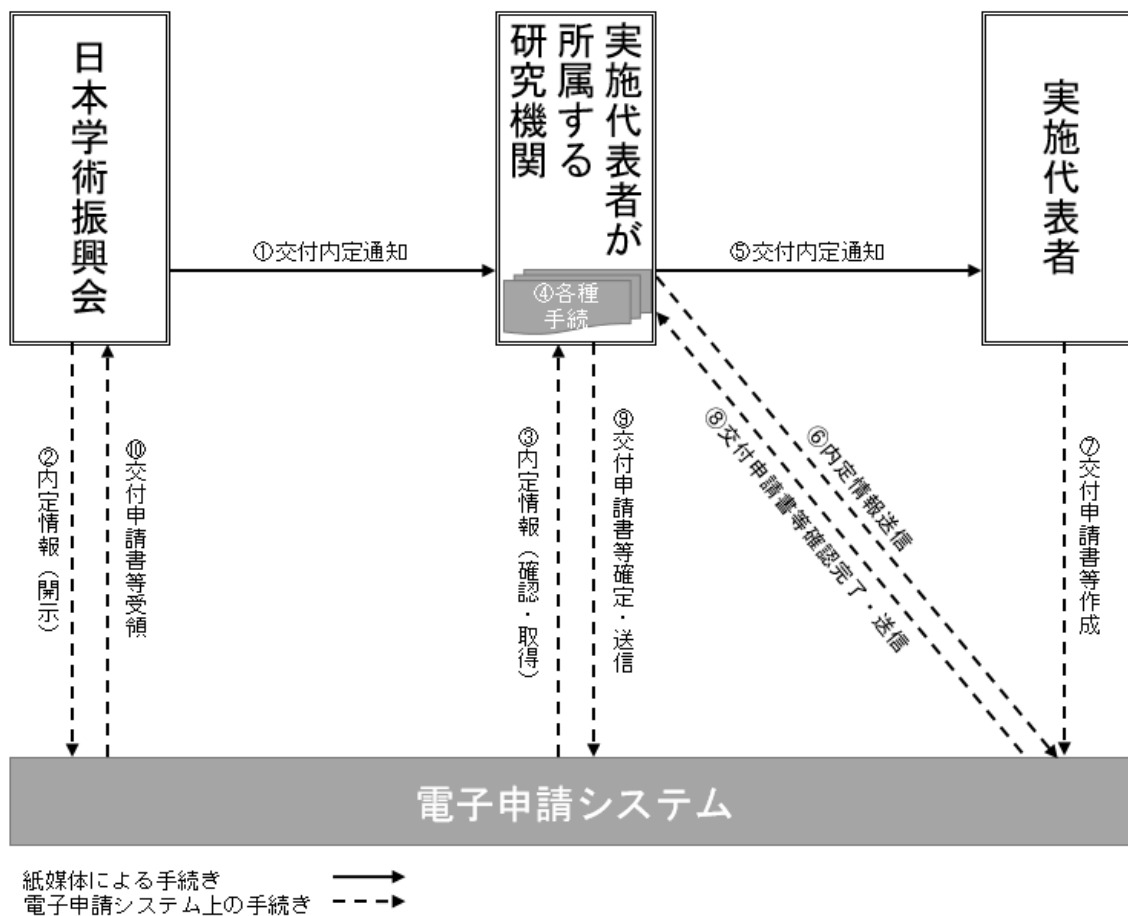 日本学術振興会
実施代表者が
所属する
研究機関
実施代表者
①交付内定通知
④各種
手続
⑤交付内定通知
②内定情報（開示）
⑩交付申請書等受領
③内定情報（確認・取得）
⑨交付申請書等確定・送信
⑥内定情報送信
⑧交付申請書等確認完了・送信
⑦交付申請書等作成
電子申請システム
紙媒体による手続き
電子申請システム上の手続き